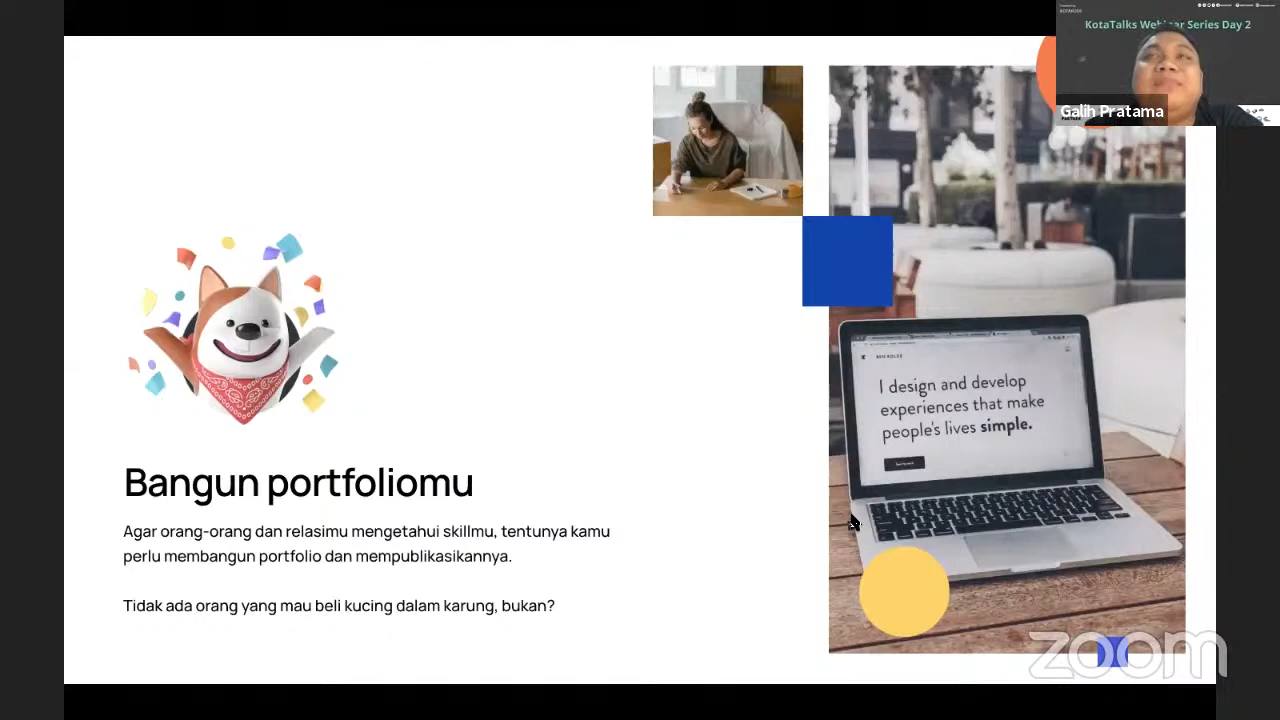 KotaTalks Webinar Series Day 2
Galih Pratama
I design and develop
experiences that make
people's lives simple.
Bangun portfoliomu
Agar orang-orang dan relasimu mengetahui skillmu, tentunya kamu
perlu membangun portfolio dan mempublikasikannya.
Tidak ada orang yang mau beli kucing dalam karung, bukan?
zoom